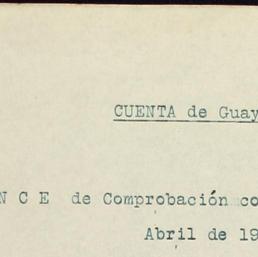 CUENTA de Guay
N C E de Comprobación co
Abril de 19